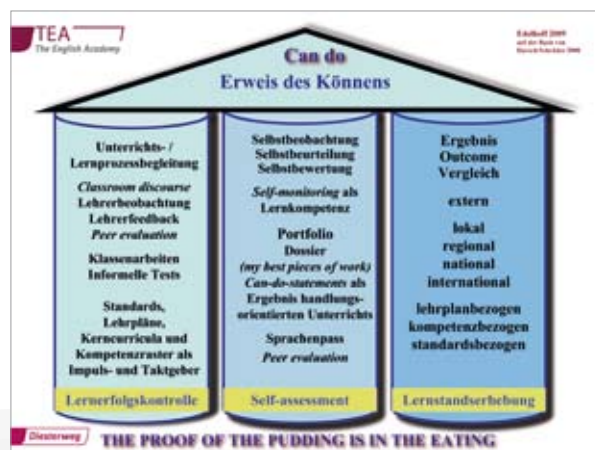 TEA
The English Academy
Edelhoff 2009
auf der Basis von
Can do
Erweis des Könnens
Unterrichts- /
Lernprozessbegleitung
Classroom discourse
Lehrerbeobachtung
Lehrerfeedback
Peer evaluation
Klassenarbeiten
Informelle Tests
Standards,
Lehrpläne,
Kerncurricula und
Kompetenzraster als
Impuls- und Taktgeber
Lernerfolgskontrolle
Selbstbeobachtung
Selbstbeurteilung
Selbstbewertung
Self-monitoring als
Lernkompetenz
Portfolio
Dossier
(my best pieces of work)
Can-do-statements als
Ergebnis handlungs-
orientierten Unterrichts
Sprachenpass
Peer evaluation
Self-assessment
Ergebnis
Outcome
Vergleich
extern
lokal
regional
national
international
lehrplanbezogen
kompetenzbezogen
standardsbezogen
Lernstandserhebung
Diesterweg
THE PROOF OF THE PUDDING IS IN THE EATING